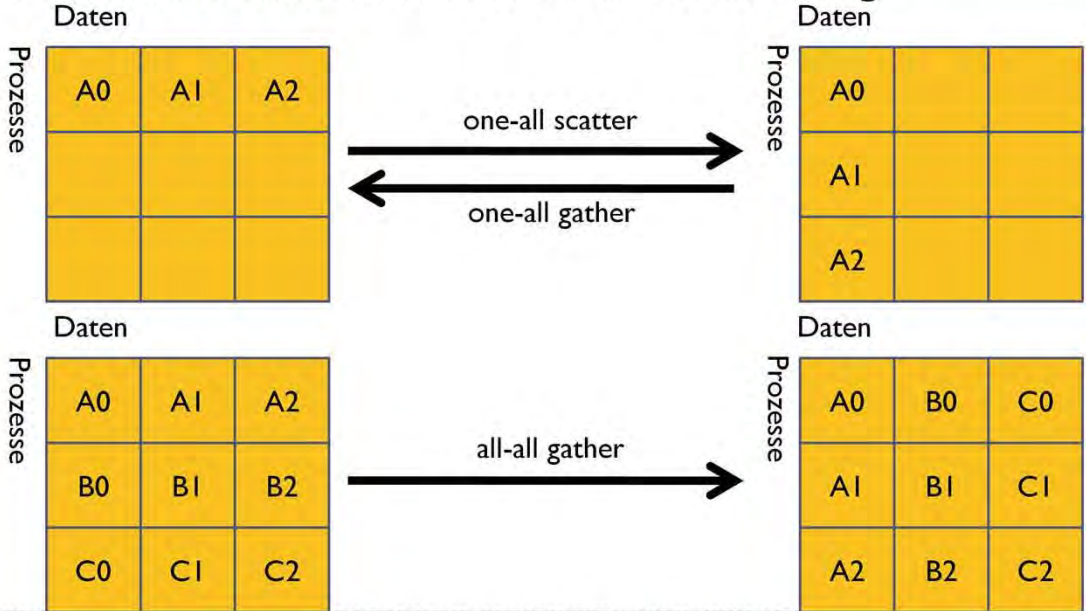 Daten
Daten
Prozesse
A0 A1 A2
one-all scatter
one-all gather
Prozesse
A0
A1
A2
Daten
Daten
Prozesse
A0 A1 A2
B0 B1 B2
C0 C1 C2
all-all gather
Prozesse
A0 B0 C0
A1 B1 C1
A2 B2 C2